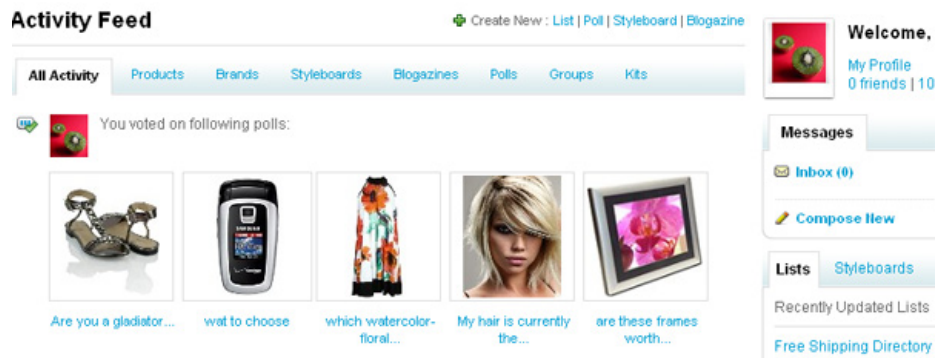 Activity Feed
Create New : List | Poll | Styleboard | Blogazine
All Activity Products Brands Styleboards Blogazines Polls Groups Kits
You voted on following polls:
SAMSUNG
Are you a gladiator...
wat to choose
which watercolor-
floral...
My hair is currently
the...
are these frames
worth...
Welcome,
My Profile
0 friends | 10
Messages
Inbox (0)
Compose New
Lists Styleboards
Recently Updated Lists
Free Shipping Directory